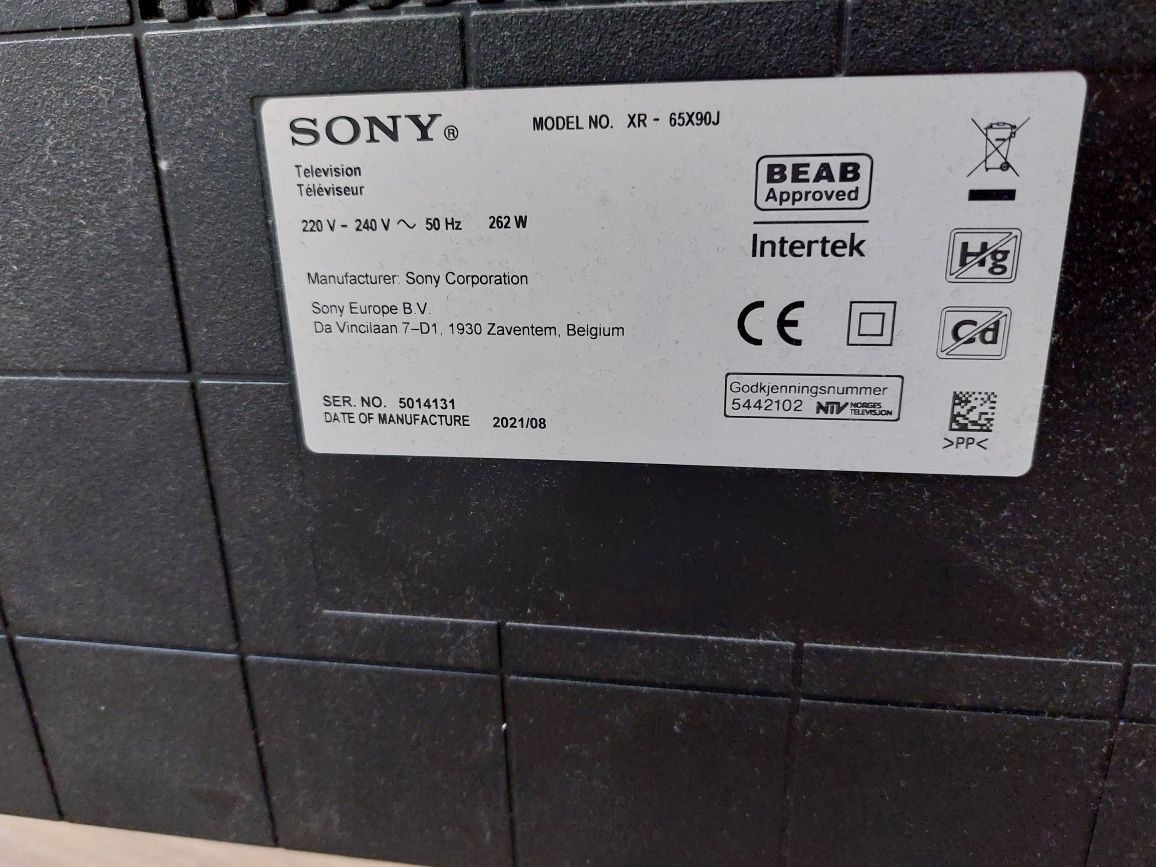 SONY®
MODEL NO. XR - 65X90J
Television
Téléviseur
220 V - 240 V ~ 50 Hz 262 W
BEAB
Approved
Intertek
Manufacturer: Sony Corporation
Sony Europe B.V.
Da Vincilaan 7–D1, 1930 Zaventem, Belgium
Hg
CE
Cd
SER. NO. 5014131
DATE OF MANUFACTURE 2021/08
Godkjenningsnummer
5442102 NTV NORGES TELEVISJON
>PP<